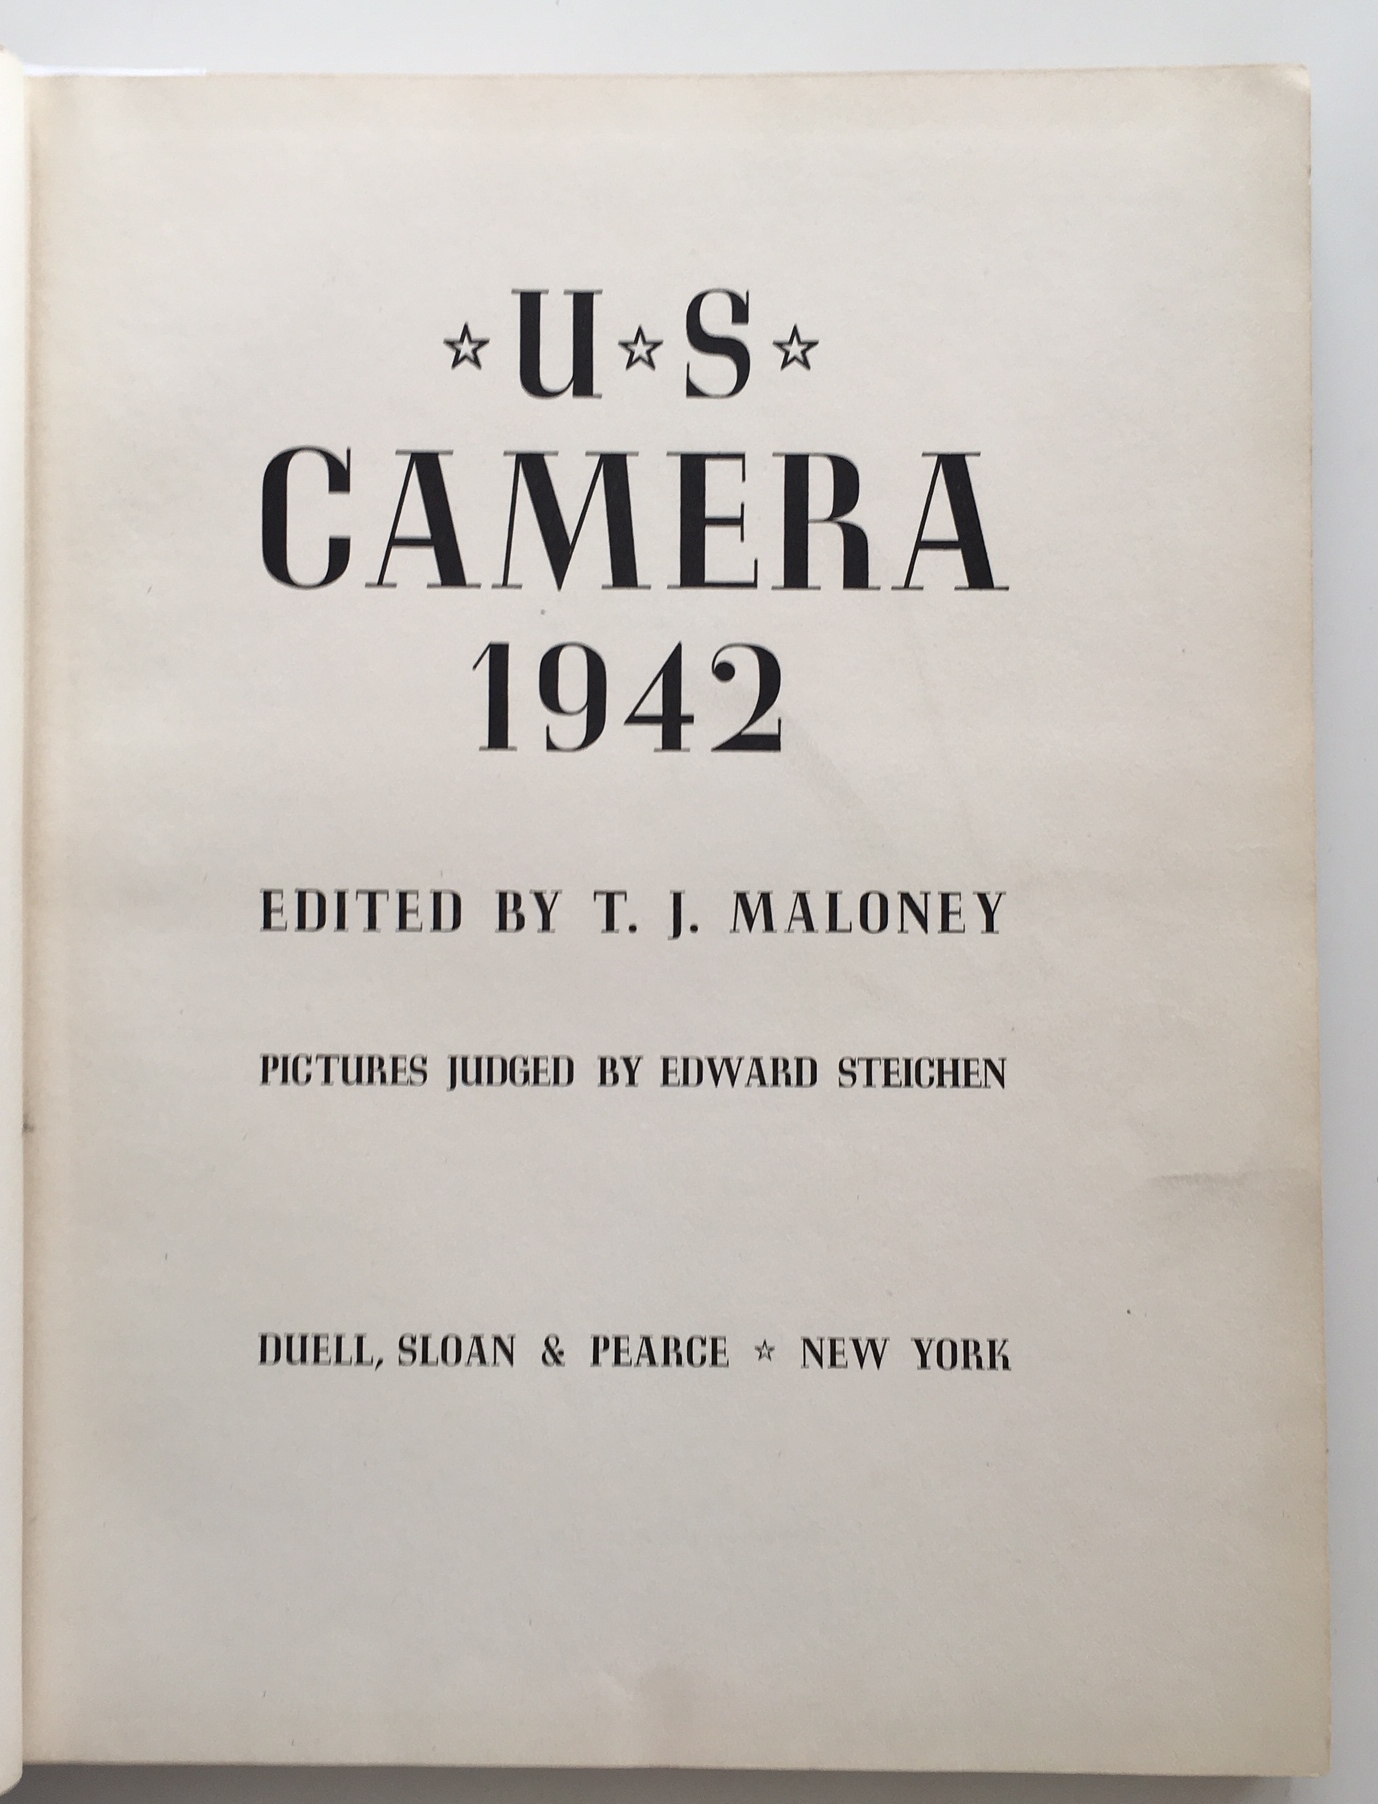 ☆ U ☆ S ☆
CAMERA
1942
EDITED BY T. J. MALONEY
PICTURES JUDGED BY EDWARD STEICHEN
DUELL, SLOAN & PEARCE ☆ NEW YORK